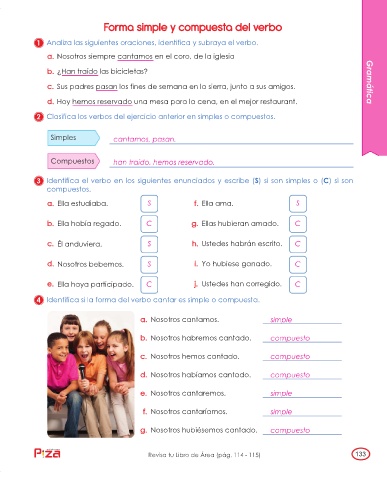 Forma simple y compuesta del verbo
1 Analiza las siguientes oraciones, identifica y subraya el verbo.
a. Nosotros siempre cantamos en el coro, de la iglesia
b. ¿Han traído las bicicletas?
c. Sus padres pasan los fines de semana en la sierra, junto a sus amigos.
d. Hoy hemos reservado una mesa para la cena, en el mejor restaurant.
Gramática
2 Clasifica los verbos del ejercicio anterior en simples o compuestos.
Simples cantamos, pasan.
Compuestos han traído, hemos reservado.
3 Identifica el verbo en los siguientes enunciados y escribe (S) si son simples o (C) si son
compuestos.
a. Ella estudiaba. S f. Ella ama. S
b. Ella había regado. C g. Ellas hubieran amado. C
c. Él anduviera. S h. Ustedes habrán escrito. C
d. Nosotros bebemos. S i. Yo hubiese ganado. C
e. Ella haya participado. C j. Ustedes han corregido. C
4 Identifica si la forma del verbo cantar es simple o compuesto.
a. Nosotros cantamos. simple
b. Nosotros habremos cantado. compuesto
c. Nosotros hemos cantado. compuesto
d. Nosotros habíamos cantado. compuesto
e. Nosotros cantaremos. simple
f. Nosotros cantaríamos. simple
g. Nosotros hubiésemos cantado. compuesto
Revisa tu Libro de Área (pág. 114 - 115)
133